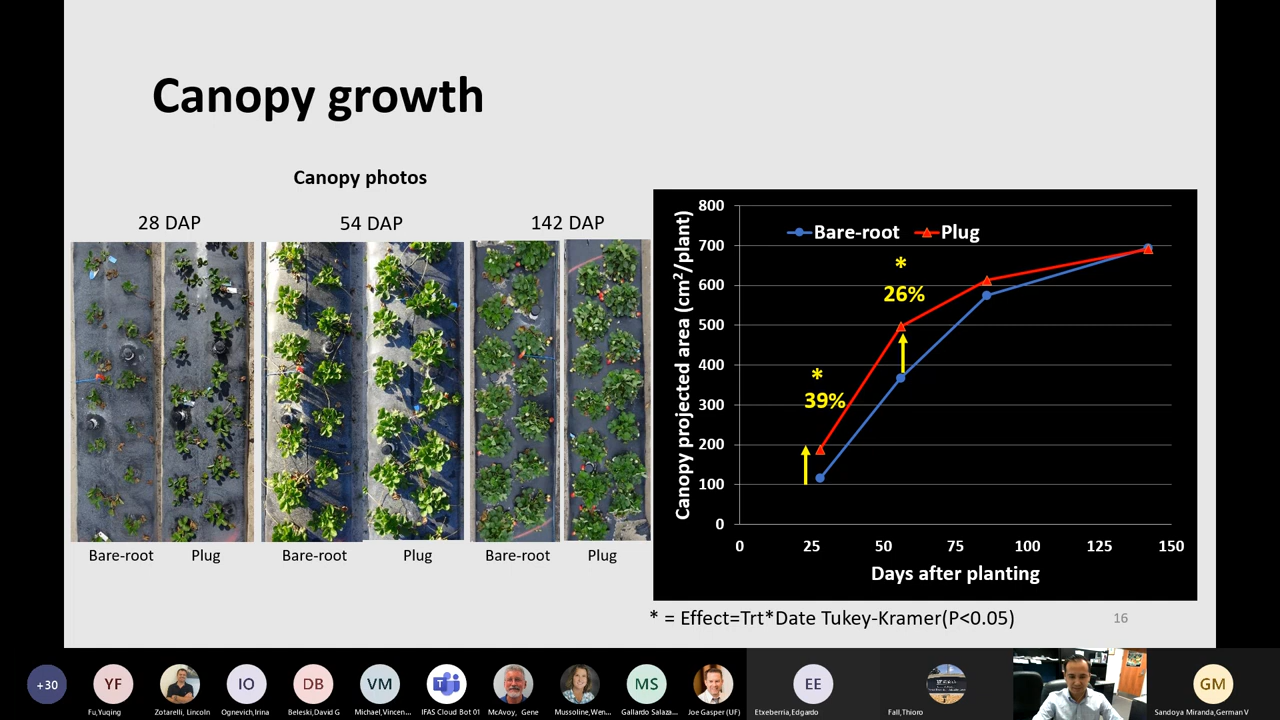 Canopy growth
Canopy photos
28 DAP
54 DAP
142 DAP
Bare-root
Plug
Bare-root
Plug
Bare-root
Plug
Canopy projected area (cm²/plant)
800
700
600
500
400
300
200
100
0
Bare-root
Plug
*
26%
*
39%
0
25
50
75
100
125
150
Days after planting
* = Effect=Trt*Date Tukey-Kramer(P<0.05)
16
+30
YF
IO
DB
VM
MS
EE
GM
Fu,Yuqing
Zotarelli, Lincoln
Ognevich,Irina
Beleski,David G
Michael,Vincen...
IFAS Cloud Bot 01
McAvoy, Gene
Mussoline,Wen...
Gallardo Salaza...
Joe Gasper (UF)
Etxeberria,Edgardo
Fall,Thioro
Sandoya Miranda,German V